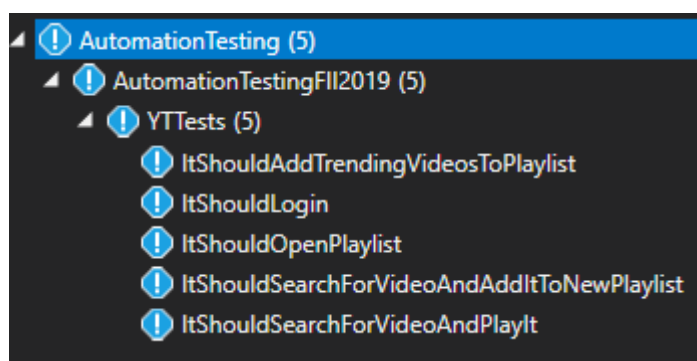 AutomationTesting (5)
AutomationTestingFII2019 (5)
YTTests (5)
ItShouldAddTrendingVideosToPlaylist
ItShouldLogin
ItShouldOpenPlaylist
ItShouldSearchForVideoAndAddItToNewPlaylist
ItShouldSearchForVideoAndPlayIt